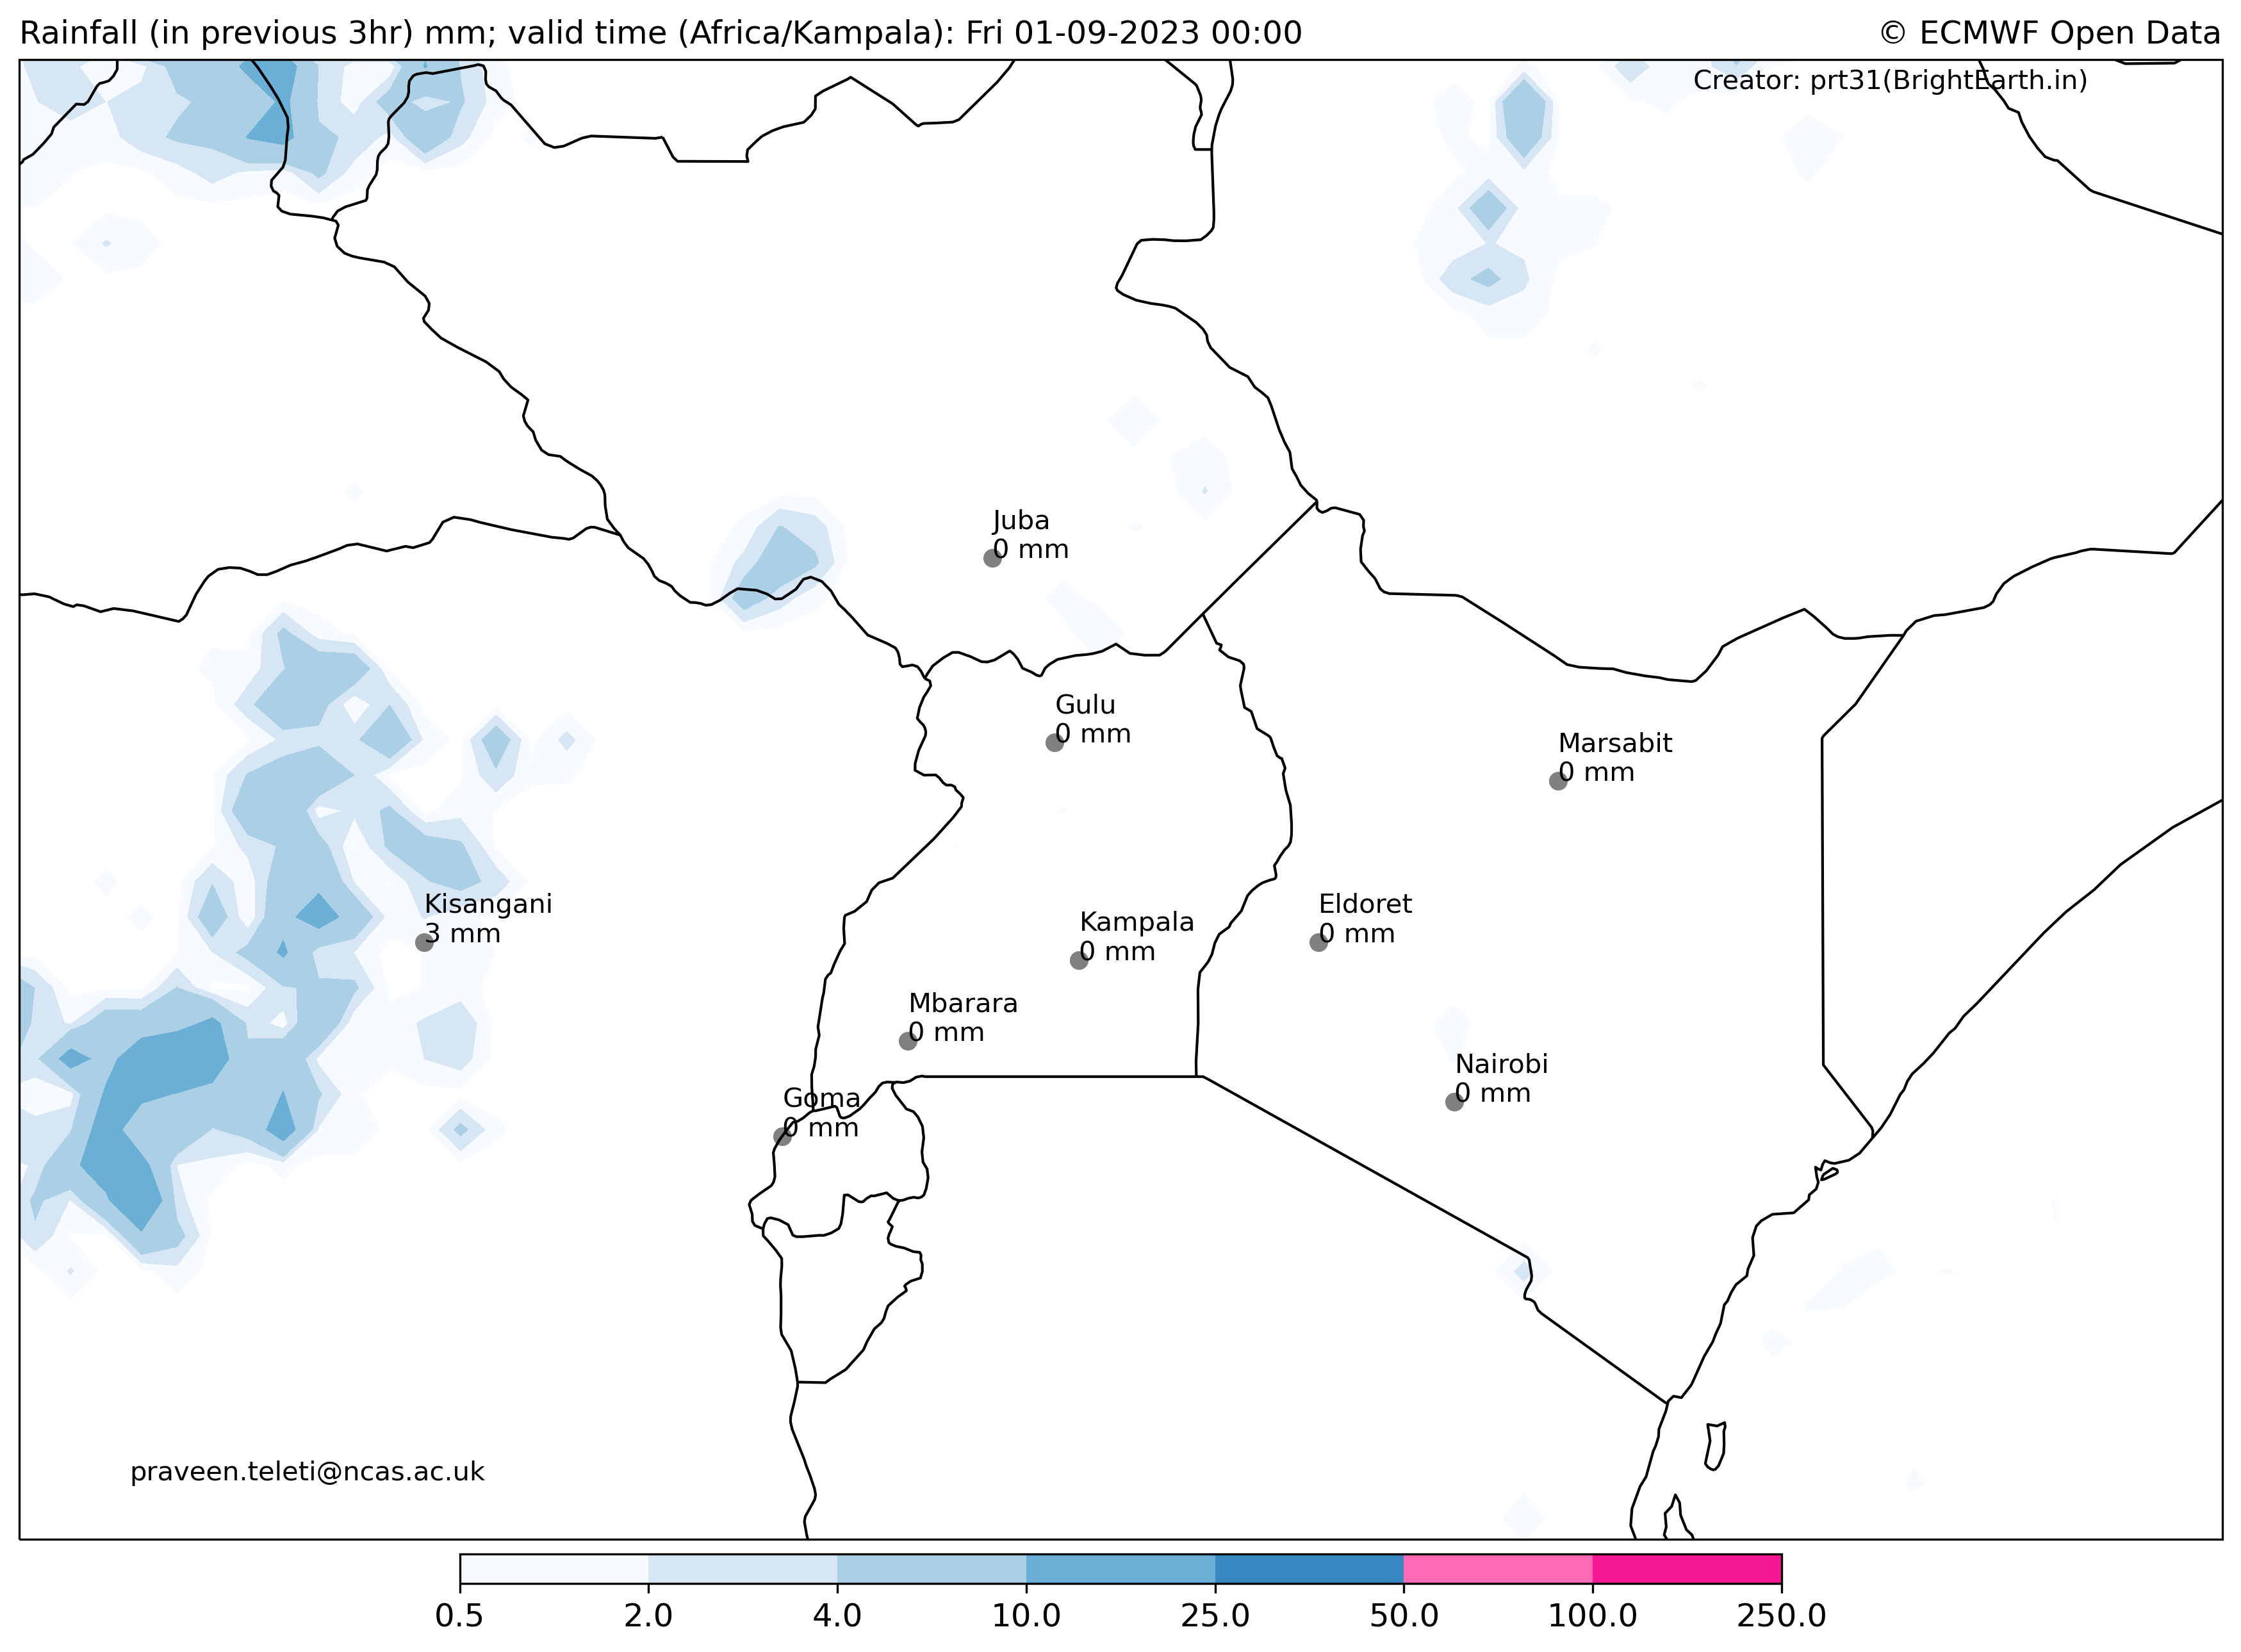 Rainfall (in previous 3hr) mm; valid time (Africa/Kampala): Fri 01-09-2023 00:00
© ECMWF Open Data
Creator: prt31(BrightEarth.in)
Juba
0 mm
Gulu
0 mm
Marsabit
0 mm
Kisangani
3 mm
Kampala
0 mm
Eldoret
0 mm
Mbarara
0 mm
Nairobi
0 mm
Goma
0 mm
praveen.teleti@ncas.ac.uk
0.5 2.0 4.0 10.0 25.0 50.0 100.0 250.0